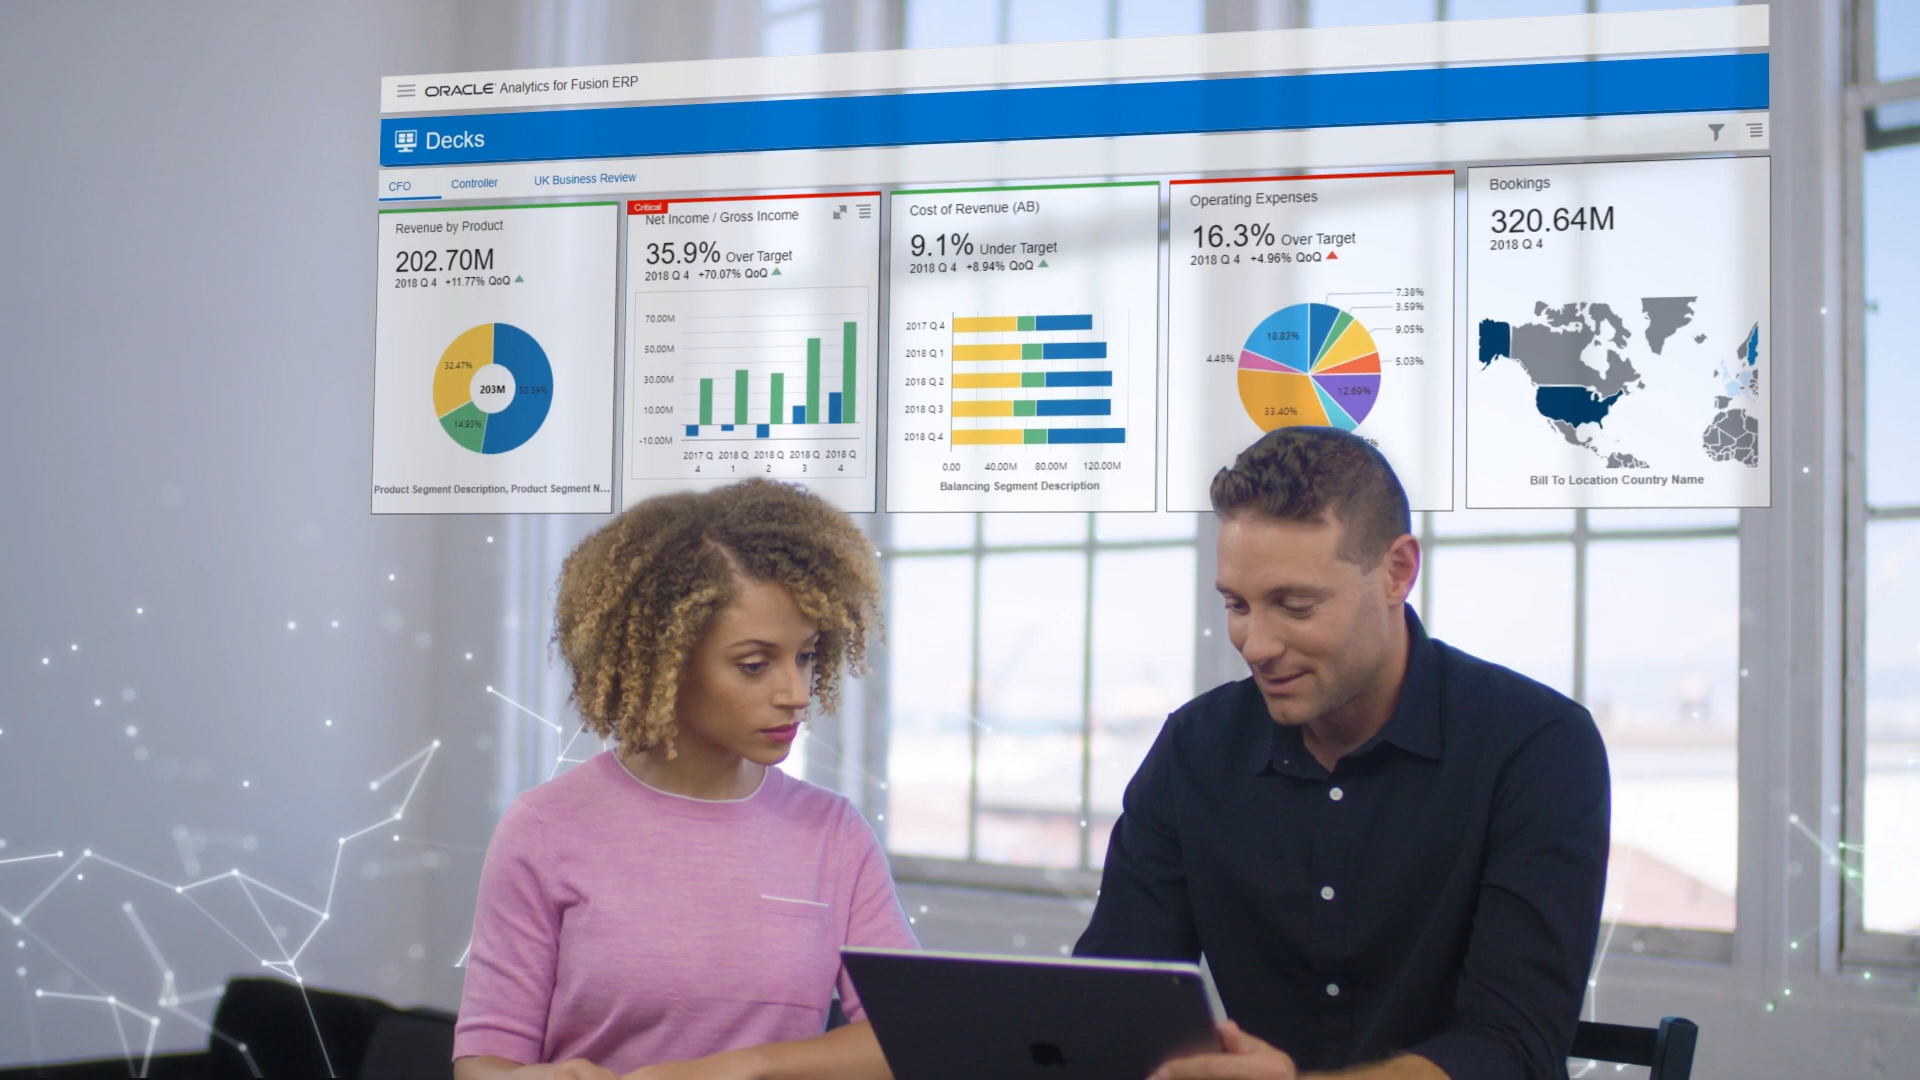 ORACLE Analytics for Fusion ERP
Decks
CFO Controller UK Business Review
Revenue by Product
202.70M
2018 Q 4 +11.77% QoQ
32.47%
52.59%
203M
14.93%
Product Segment Description, Product Segment N...
Critical
Net Income / Gross Income
35.9% Over Target
2018 Q 4 +70.07% QoQ
70.00M
50.00M
30.00M
10.00M
-10.00M
2017 Q 2018 Q 2018 Q 2018 Q 2018 Q
4 1 2 3 4
Cost of Revenue (AB)
9.1% Under Target
2018 Q 4 +8.94% QoQ
2017 Q 4
2018 Q 1
2018 Q 2
2018 Q 3
2018 Q 4
0.00 40.00M 80.00M 120.00M
Balancing Segment Description
Operating Expenses
16.3% Over Target
2018 Q 4 +4.96% QoQ
7.38%
3.59%
9.05%
5.03%
12.69%
33.40%
4.48%
18.83%
Bookings
320.64M
2018 Q 4
Bill To Location Country Name